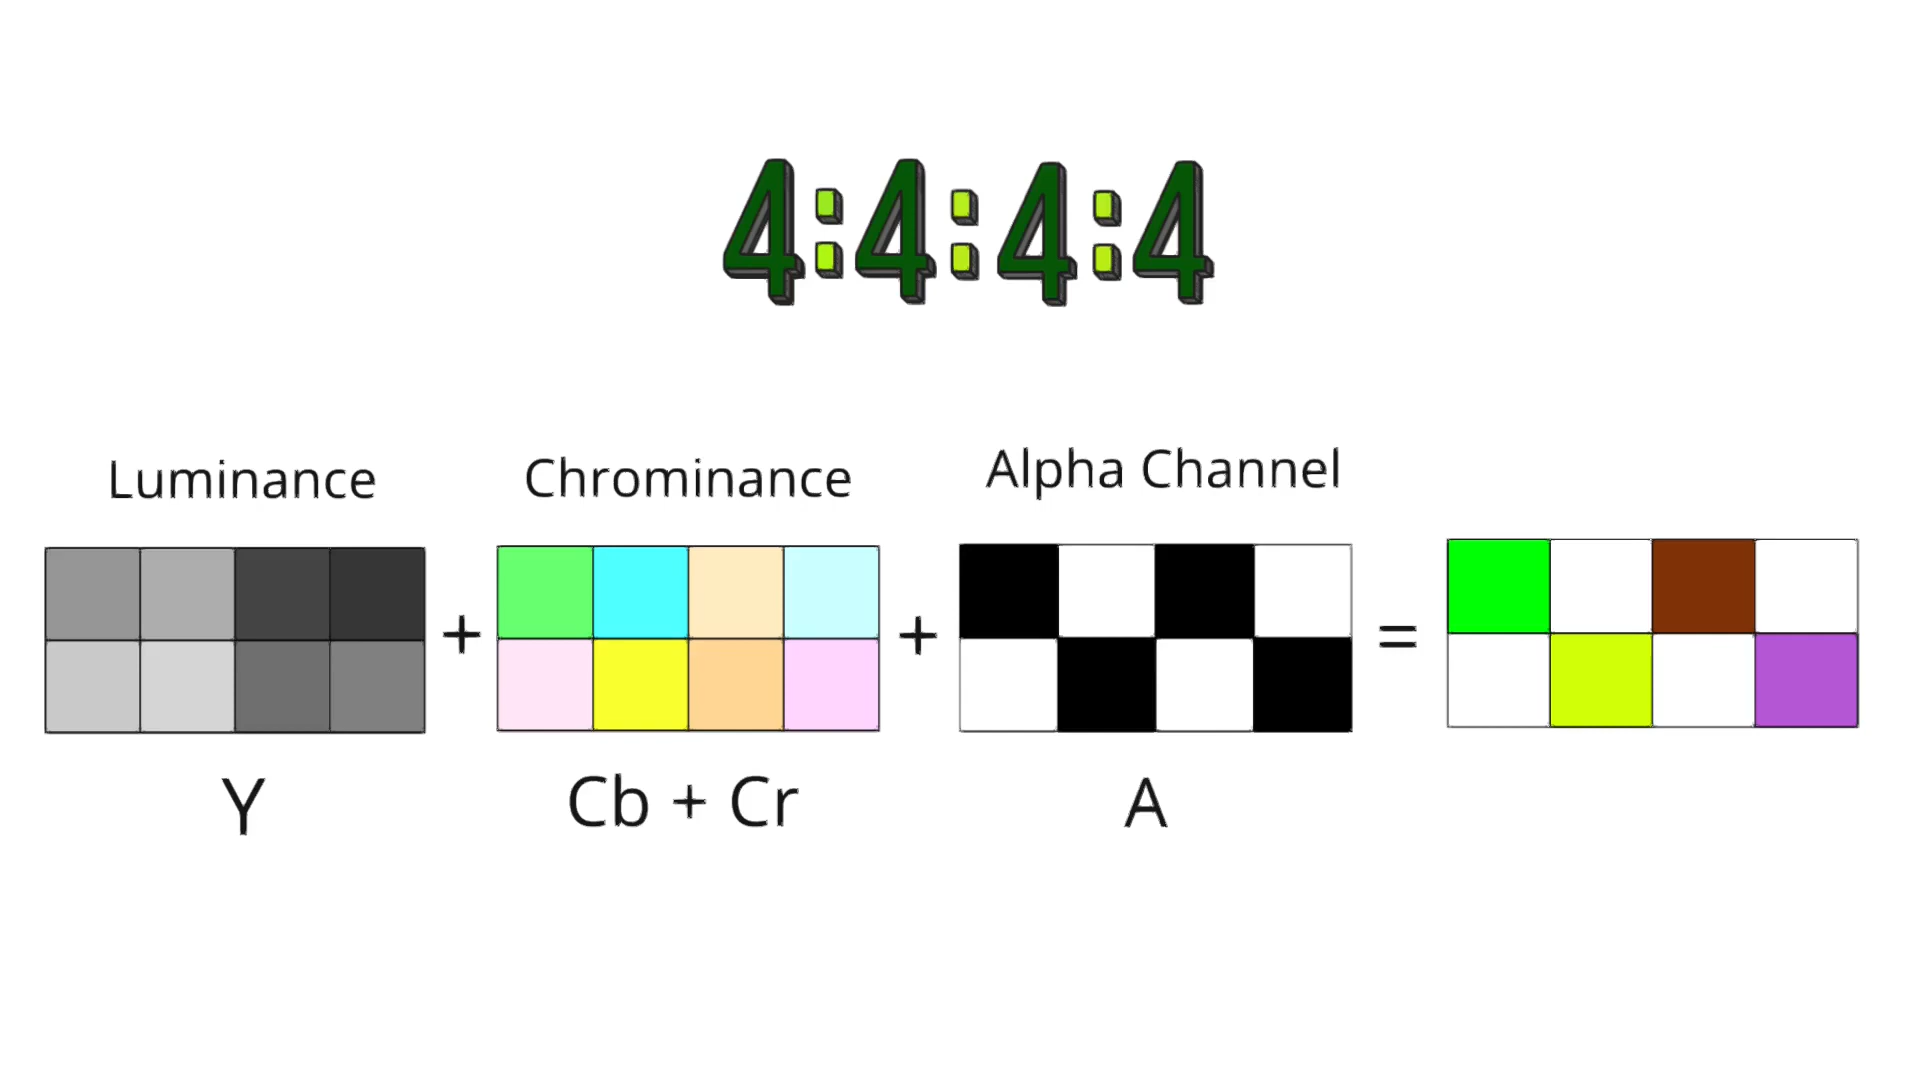 4:4:4:4
Luminance
Chrominance
Alpha Channel
+
+
=
Y
Cb + Cr
A